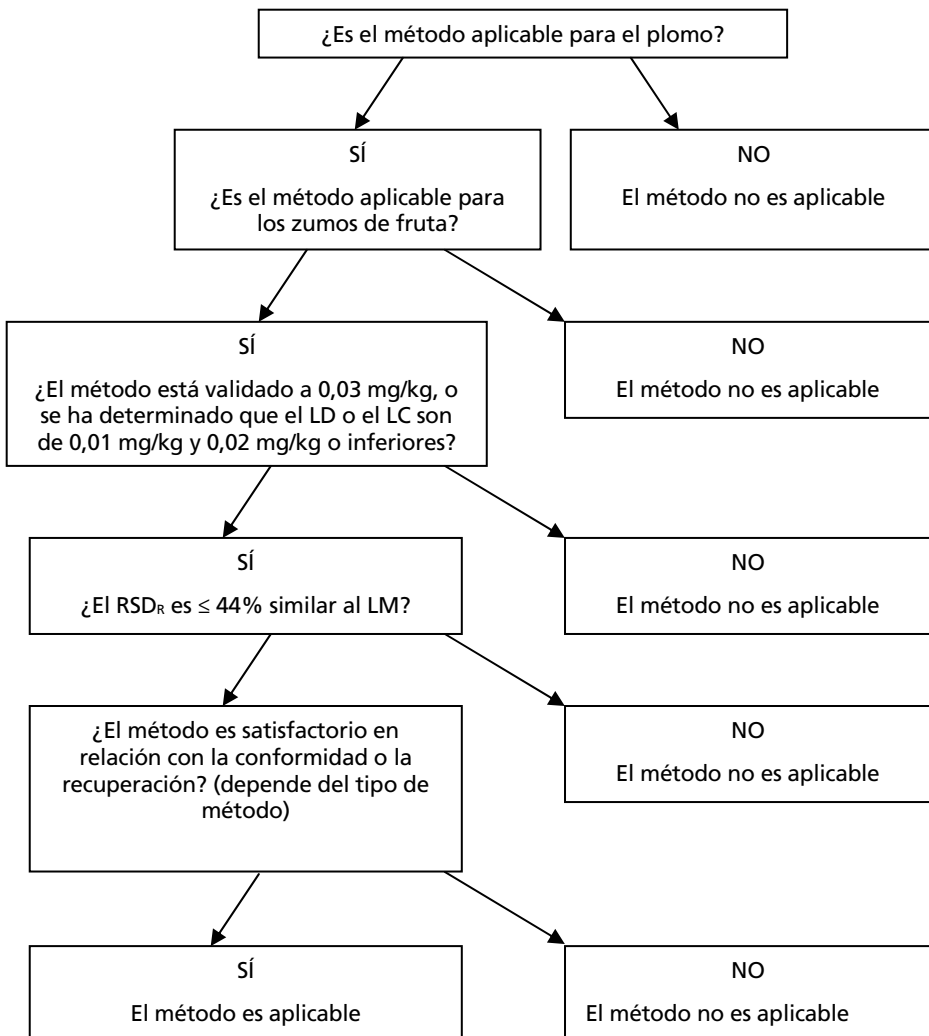 ¿Es el método aplicable para el plomo?
SÍ
¿Es el método aplicable para
los zumos de fruta?
NO
El método no es aplicable
SÍ
¿El método está validado a 0,03 mg/kg, o
se ha determinado que el LD o el LC son
de 0,01 mg/kg y 0,02 mg/kg o inferiores?
NO
El método no es aplicable
SÍ
¿El RSDR es ≤ 44% similar al LM?
NO
El método no es aplicable
¿El método es satisfactorio en
relación con la conformidad o la
recuperación? (depende del tipo de
método)
NO
El método no es aplicable
SÍ
El método es aplicable
NO
El método no es aplicable